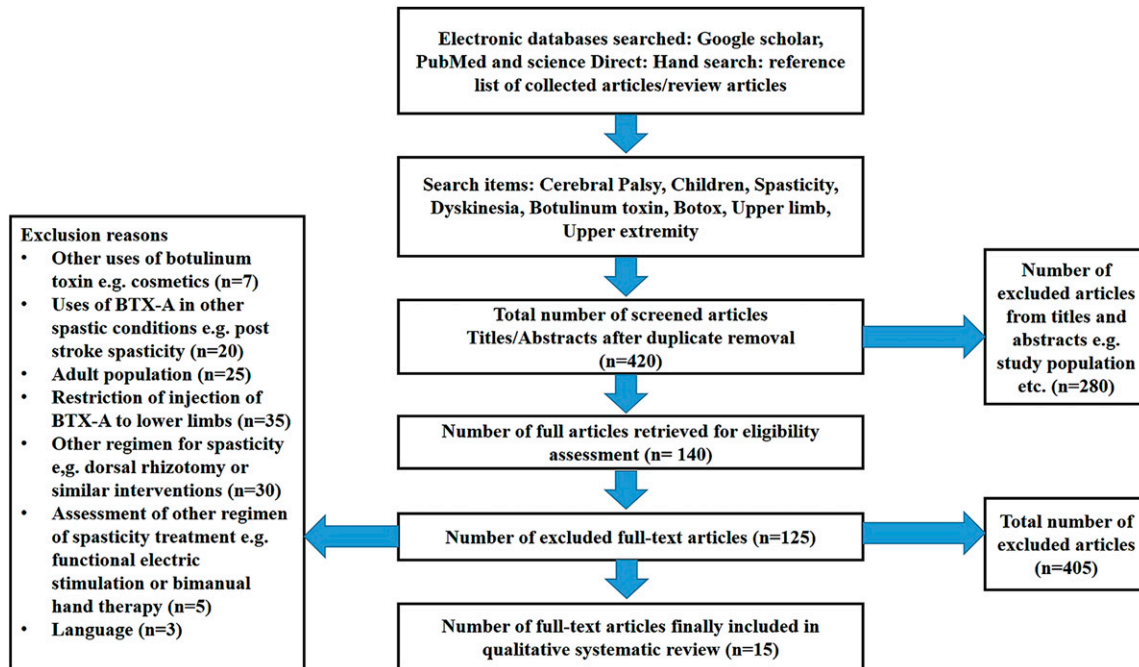 Electronic databases searched: Google scholar,
PubMed and science Direct: Hand search: reference
list of collected articles/review articles
Search items: Cerebral Palsy, Children, Spasticity,
Dyskinesia, Botulinum toxin, Botox, Upper limb,
Upper extremity
Total number of screened articles
Titles/Abstracts after duplicate removal
(n=420)
Number of
excluded articles
from titles and
abstracts e.g.
study population
etc. (n=280)
Number of full articles retrieved for eligibility
assessment (n= 140)
Number of excluded full-text articles (n=125)
Total number of
excluded articles
(n=405)
Exclusion reasons
• Other uses of botulinum
toxin e.g. cosmetics (n=7)
• Uses of BTX-A in other
spastic conditions e.g. post
stroke spasticity (n=20)
• Adult population (n=25)
• Restriction of injection of
BTX-A to lower limbs (n=35)
• Other regimen for spasticity
e,g. dorsal rhizotomy or
similar interventions (n=30)
• Assessment of other regimen
of spasticity treatment e.g.
functional electric
stimulation or bimanual
hand therapy (n=5)
• Language (n=3)
Number of full-text articles finally included in
qualitative systematic review (n=15)